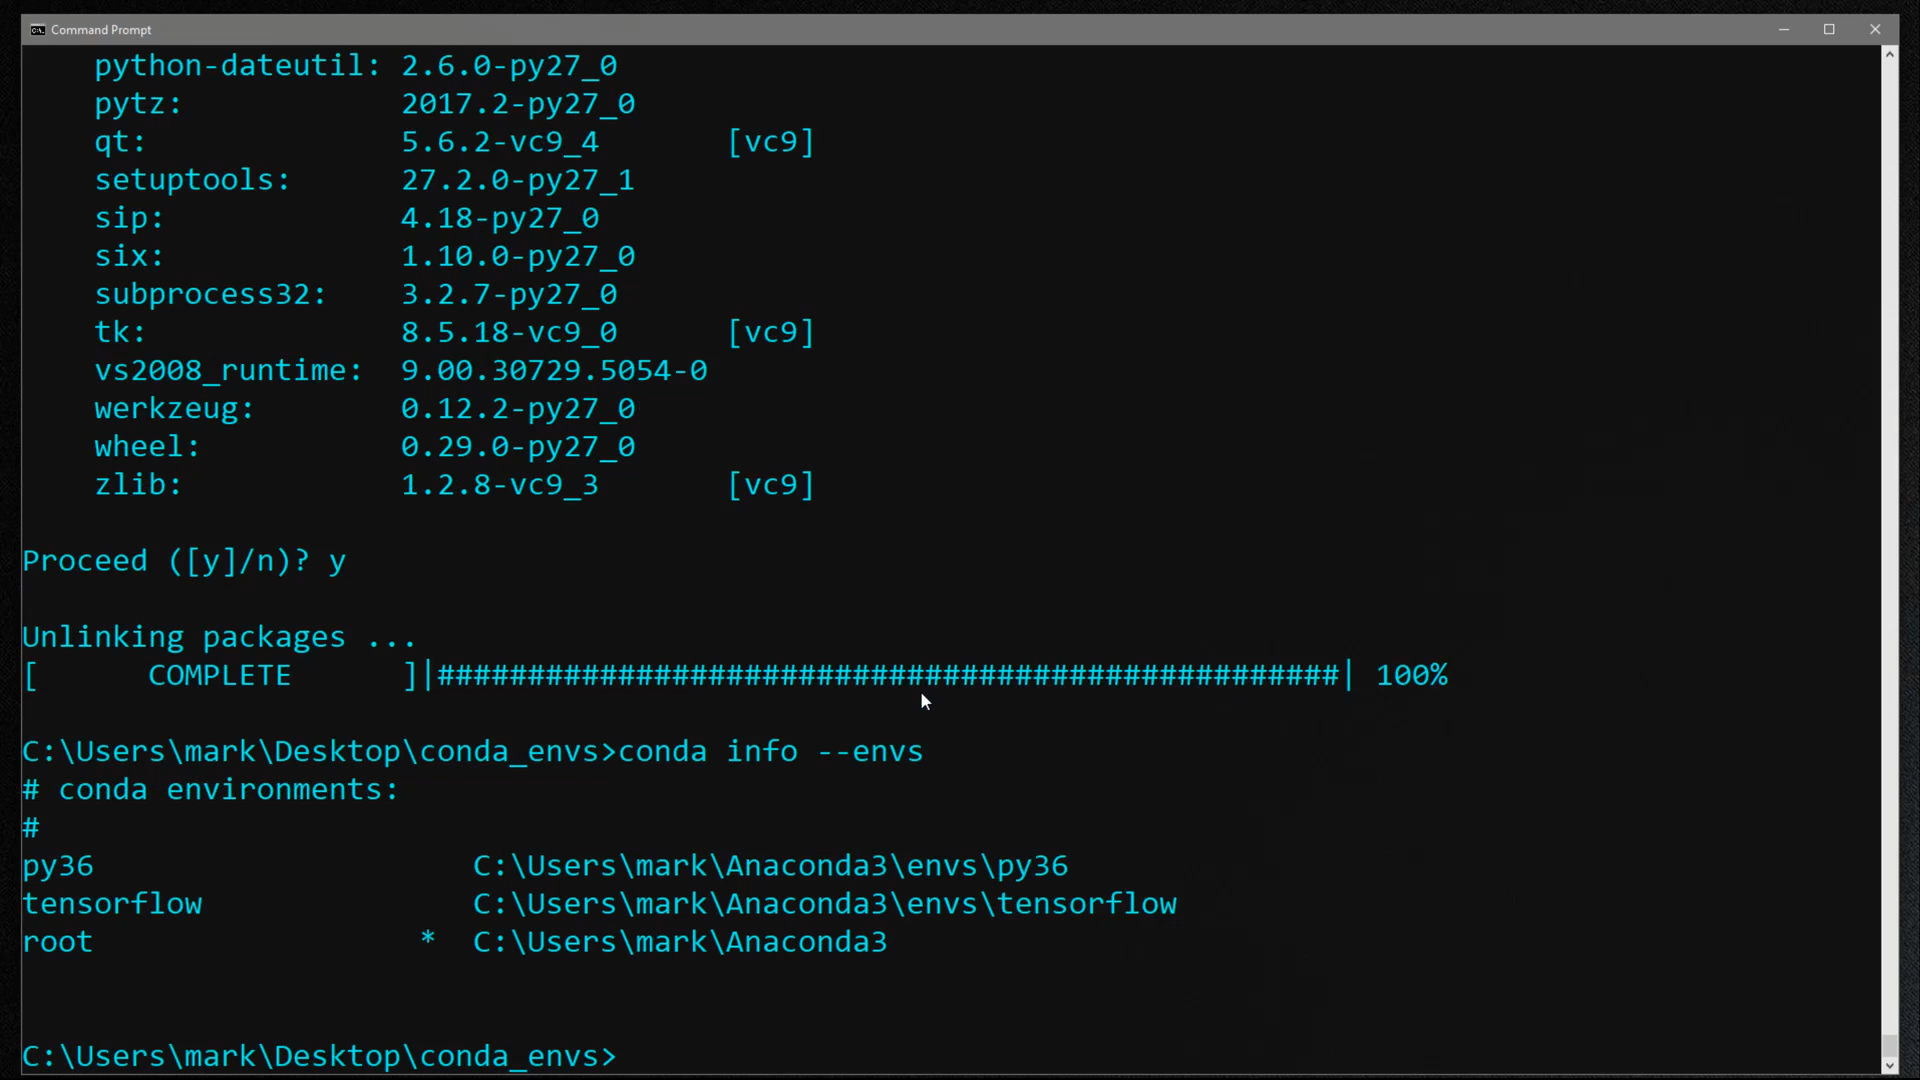 Command Prompt
python-dateutil: 2.6.0-py27_0
pytz: 2017.2-py27_0
qt: 5.6.2-vc9_4 [vc9]
setuptools: 27.2.0-py27_1
sip: 4.18-py27_0
six: 1.10.0-py27_0
subprocess32: 3.2.7-py27_0
tk: 8.5.18-vc9_0 [vc9]
vs2008_runtime: 9.00.30729.5054-0
werkzeug: 0.12.2-py27_0
wheel: 0.29.0-py27_0
zlib: 1.2.8-vc9_3 [vc9]
Proceed ([y]/n)? y
Unlinking packages ...
[ COMPLETE ]|##################################################| 100%
C:\Users\mark\Desktop\conda_envs>conda info --envs
# conda environments:
#
py36 C:\Users\mark\Anaconda3\envs\py36
tensorflow C:\Users\mark\Anaconda3\envs\tensorflow
root * C:\Users\mark\Anaconda3
C:\Users\mark\Desktop\conda_envs>